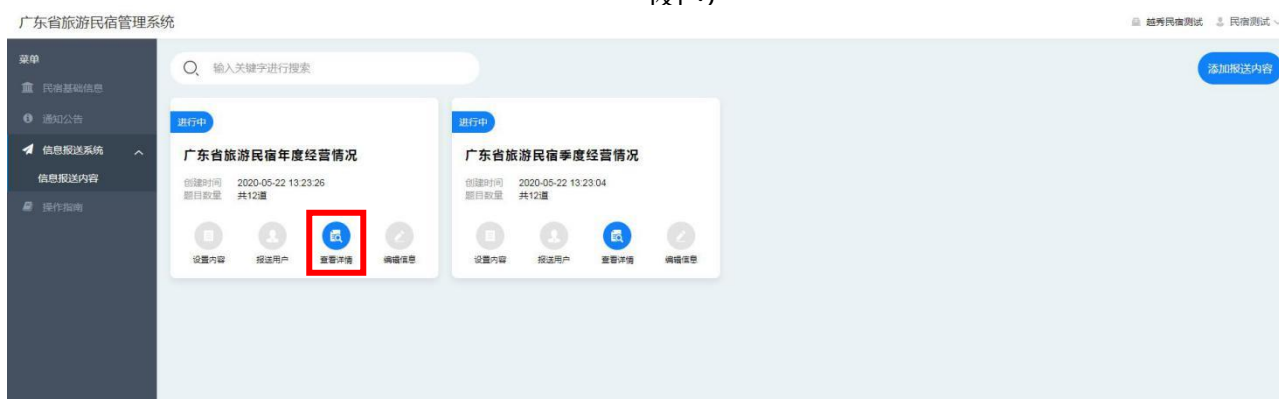 广东省旅游民宿管理系统
越秀民宿测试 民宿测试
菜单
民宿基础信息
通知公告
信息报送系统
信息报送内容
操作指南
输入关键字进行搜索
添加报送内容
进行中
广东省旅游民宿年度经营情况
创建时间 2020-05-22 13:23:26
题目数量 共12道
设置内容 报送用户 查看详情 编辑信息
进行中
广东省旅游民宿季度经营情况
创建时间 2020-05-22 13:23:04
题目数量 共12道
设置内容 报送用户 查看详情 编辑信息